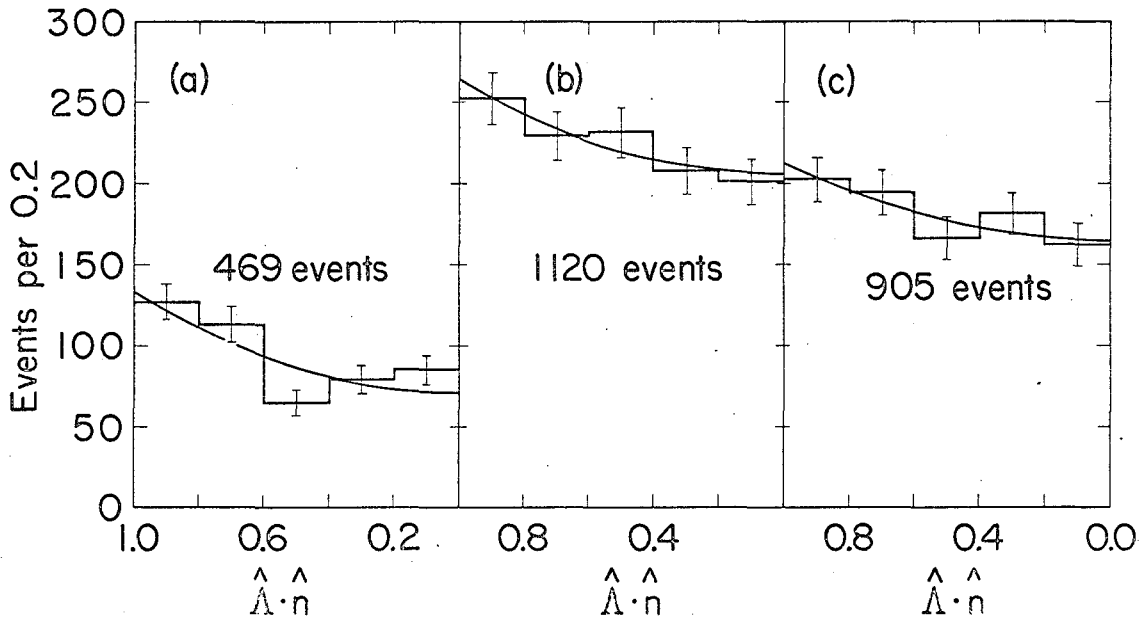 Events per 0.2
300
250
200
150
100
50
0
(a)
469 events
(b)
1120 events
(c)
905 events
1.0 0.6 0.2 0.8 0.4 0.8 0.4 0.0
Λ̂·n̂ Λ̂·n̂ Λ̂·n̂